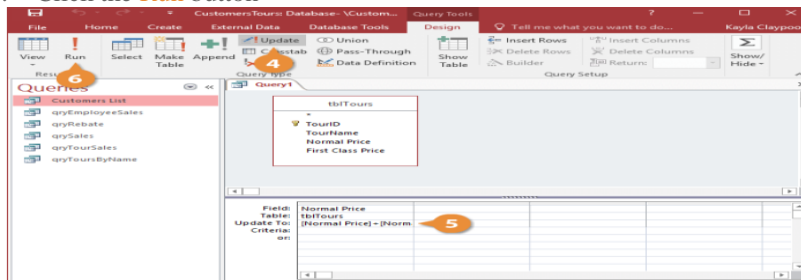 Click the Run button
CustomersTours: Database- \Custom... Query Tools ?
File Home Create External Data Database Tools Design Tell me what you want to do... Kayla Claypoo
View Run Select Make Table Append Update Crosstab Union Pass-Through Data Definition Show Table Insert Rows Delete Rows Builder Insert Columns Delete Columns Return: Show/Hide
4
Query Type Query Setup
6
Queries Query1
Customers List
qryEmployeeSales
qryRebate
qrySales
qryTourSales
qryToursByName
tblTours
*
TourID
TourName
Normal Price
First Class Price
Field: Normal Price
Table: tblTours
Update To: [Normal Price]+[Norm
5
Criteria:
or: